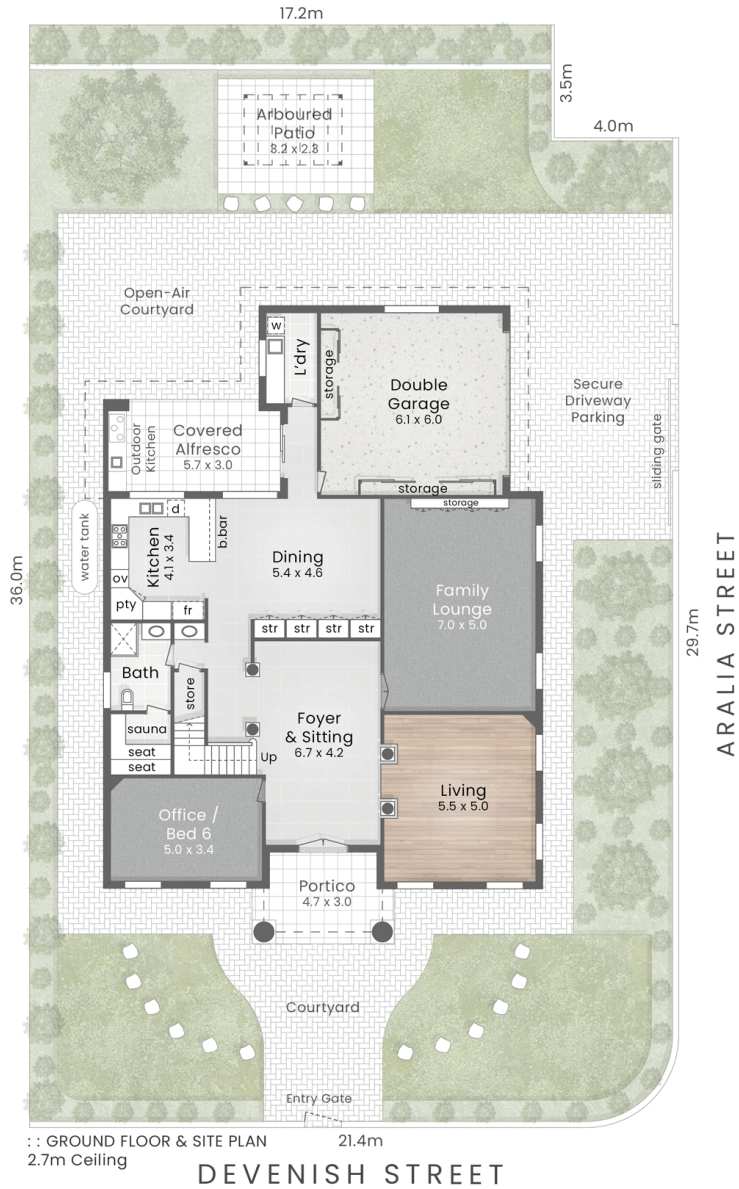 17.2m
3.5m
4.0m
Arboured
Patio
3.2 x 2.3
Open-Air
Courtyard
w
L'dry
storage
Double
Garage
6.1 x 6.0
Secure
Driveway
Parking
sliding gate
Outdoor
Kitchen
Covered
Alfresco
5.7 x 3.0
storage
storage
water tank
d
b.bar
Kitchen
4.1 x 3.4
ov
pty
fr
Dining
5.4 x 4.6
Family
Lounge
7.0 x 5.0
36.0m
29.7m
ARALIA STREET
str
str
str
str
Bath
store
sauna
seat
seat
Up
Foyer
& Sitting
6.7 x 4.2
Living
5.5 x 5.0
Office /
Bed 6
5.0 x 3.4
Portico
4.7 x 3.0
Courtyard
Entry Gate
: : GROUND FLOOR & SITE PLAN
2.7m Ceiling
21.4m
DEVENISH STREET